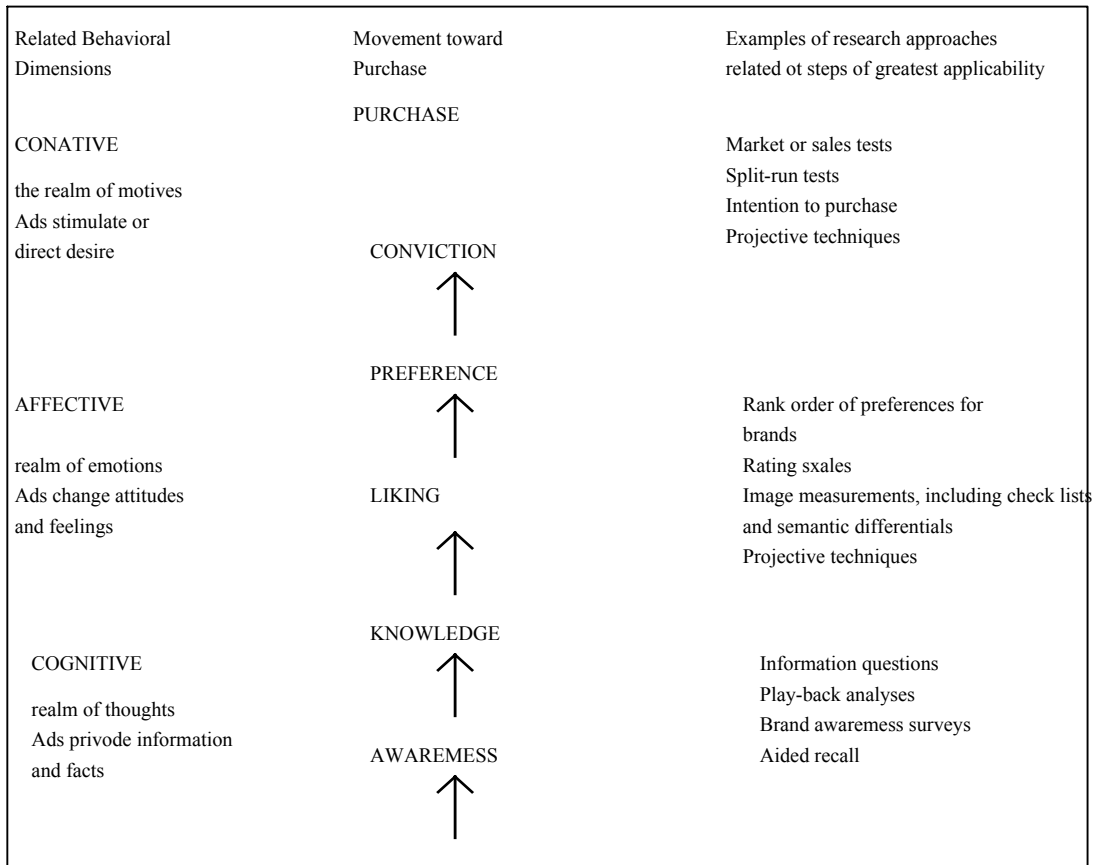 Related Behavioral
Dimensions
Movement toward
Purchase
Examples of research approaches
related ot steps of greatest applicability
PURCHASE
CONATIVE
the realm of motives
Ads stimulate or
direct desire
CONVICTION
Market or sales tests
Split-run tests
Intention to purchase
Projective techniques
PREFERENCE
AFFECTIVE
realm of emotions
Ads change attitudes
and feelings
LIKING
Rank order of preferences for
brands
Rating sxales
Image measurements, including check lists
and semantic differentials
Projective techniques
KNOWLEDGE
COGNITIVE
realm of thoughts
Ads privode information
and facts
AWAREMESS
Information questions
Play-back analyses
Brand awaremess surveys
Aided recall